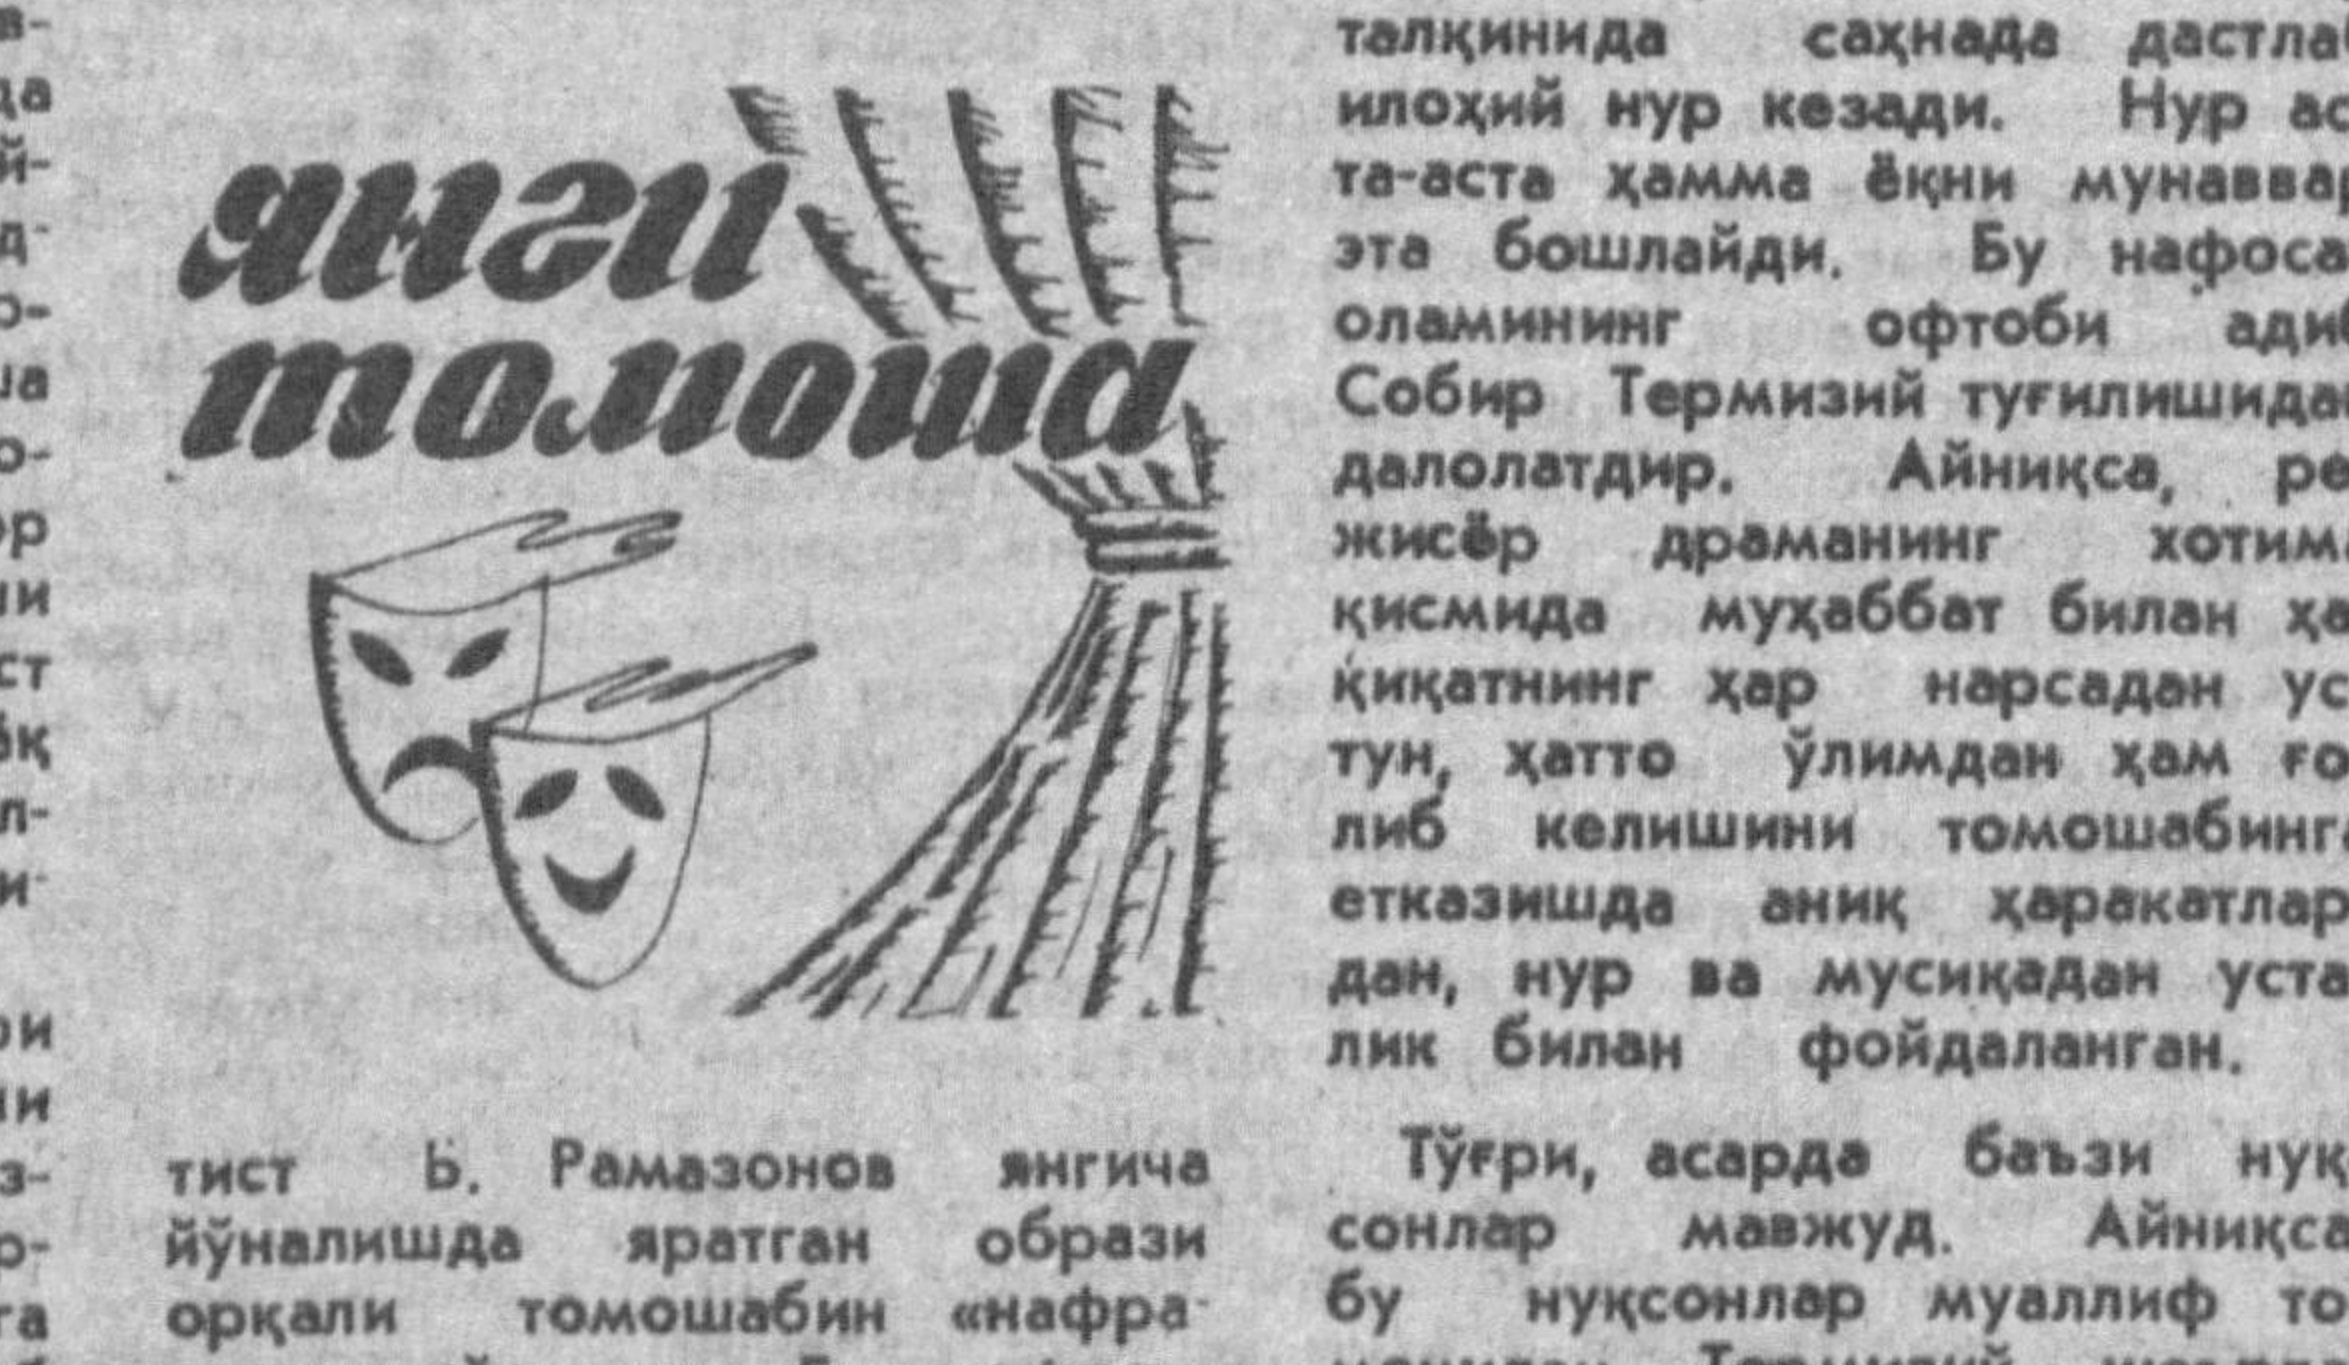 янги
томоша
тист Б. Рамазонов янгича
йўналишда яратган образи
орқали томошабин «нафра-
талқинида саҳнада дастла
илоҳий нур кезади. Нур ас
та-аста ҳамма ёқни мунаввар
эта бошлайди. Бу нафоса
оламининг офтоби адиб
Собир Термизий туғилишидан
далолатдир. Айниқса, ре
жисёр драманинг хотима
қисмида муҳаббат билан ҳа
қиқатнинг ҳар нарсадан ус
тун, ҳатто ўлимдан ҳам ғо
либ келишини томошабинга
етказишда аниқ ҳаракатлар
дан, нур ва мусиқадан уста
лик билан фойдаланган.
Тўғри, асарда баъзи нуқ
сонлар мавжуд. Айниқса
бу нуқсонлар муаллиф то